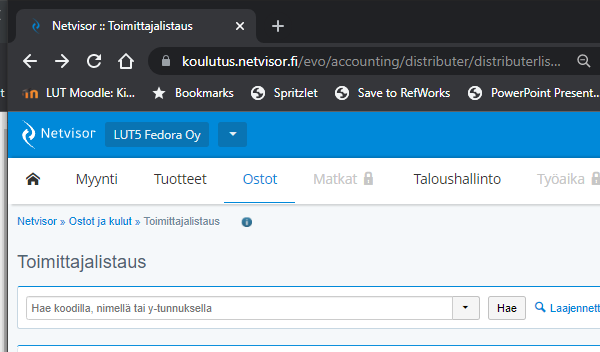 Netvisor :: Toimittajalistaus
koulutus.netvisor.fi/evo/accounting/distributer/distributerlis...
LUT Moodle: Ki... Bookmarks Spritzlet Save to RefWorks PowerPoint Present...
Netvisor LUT5 Fedora Oy
Myynti Tuotteet Ostot Matkat Taloushallinto Työaika
Netvisor » Ostot ja kulut » Toimittajalistaus
Toimittajalistaus
Hae koodilla, nimellä tai y-tunnuksella Hae Laajennett